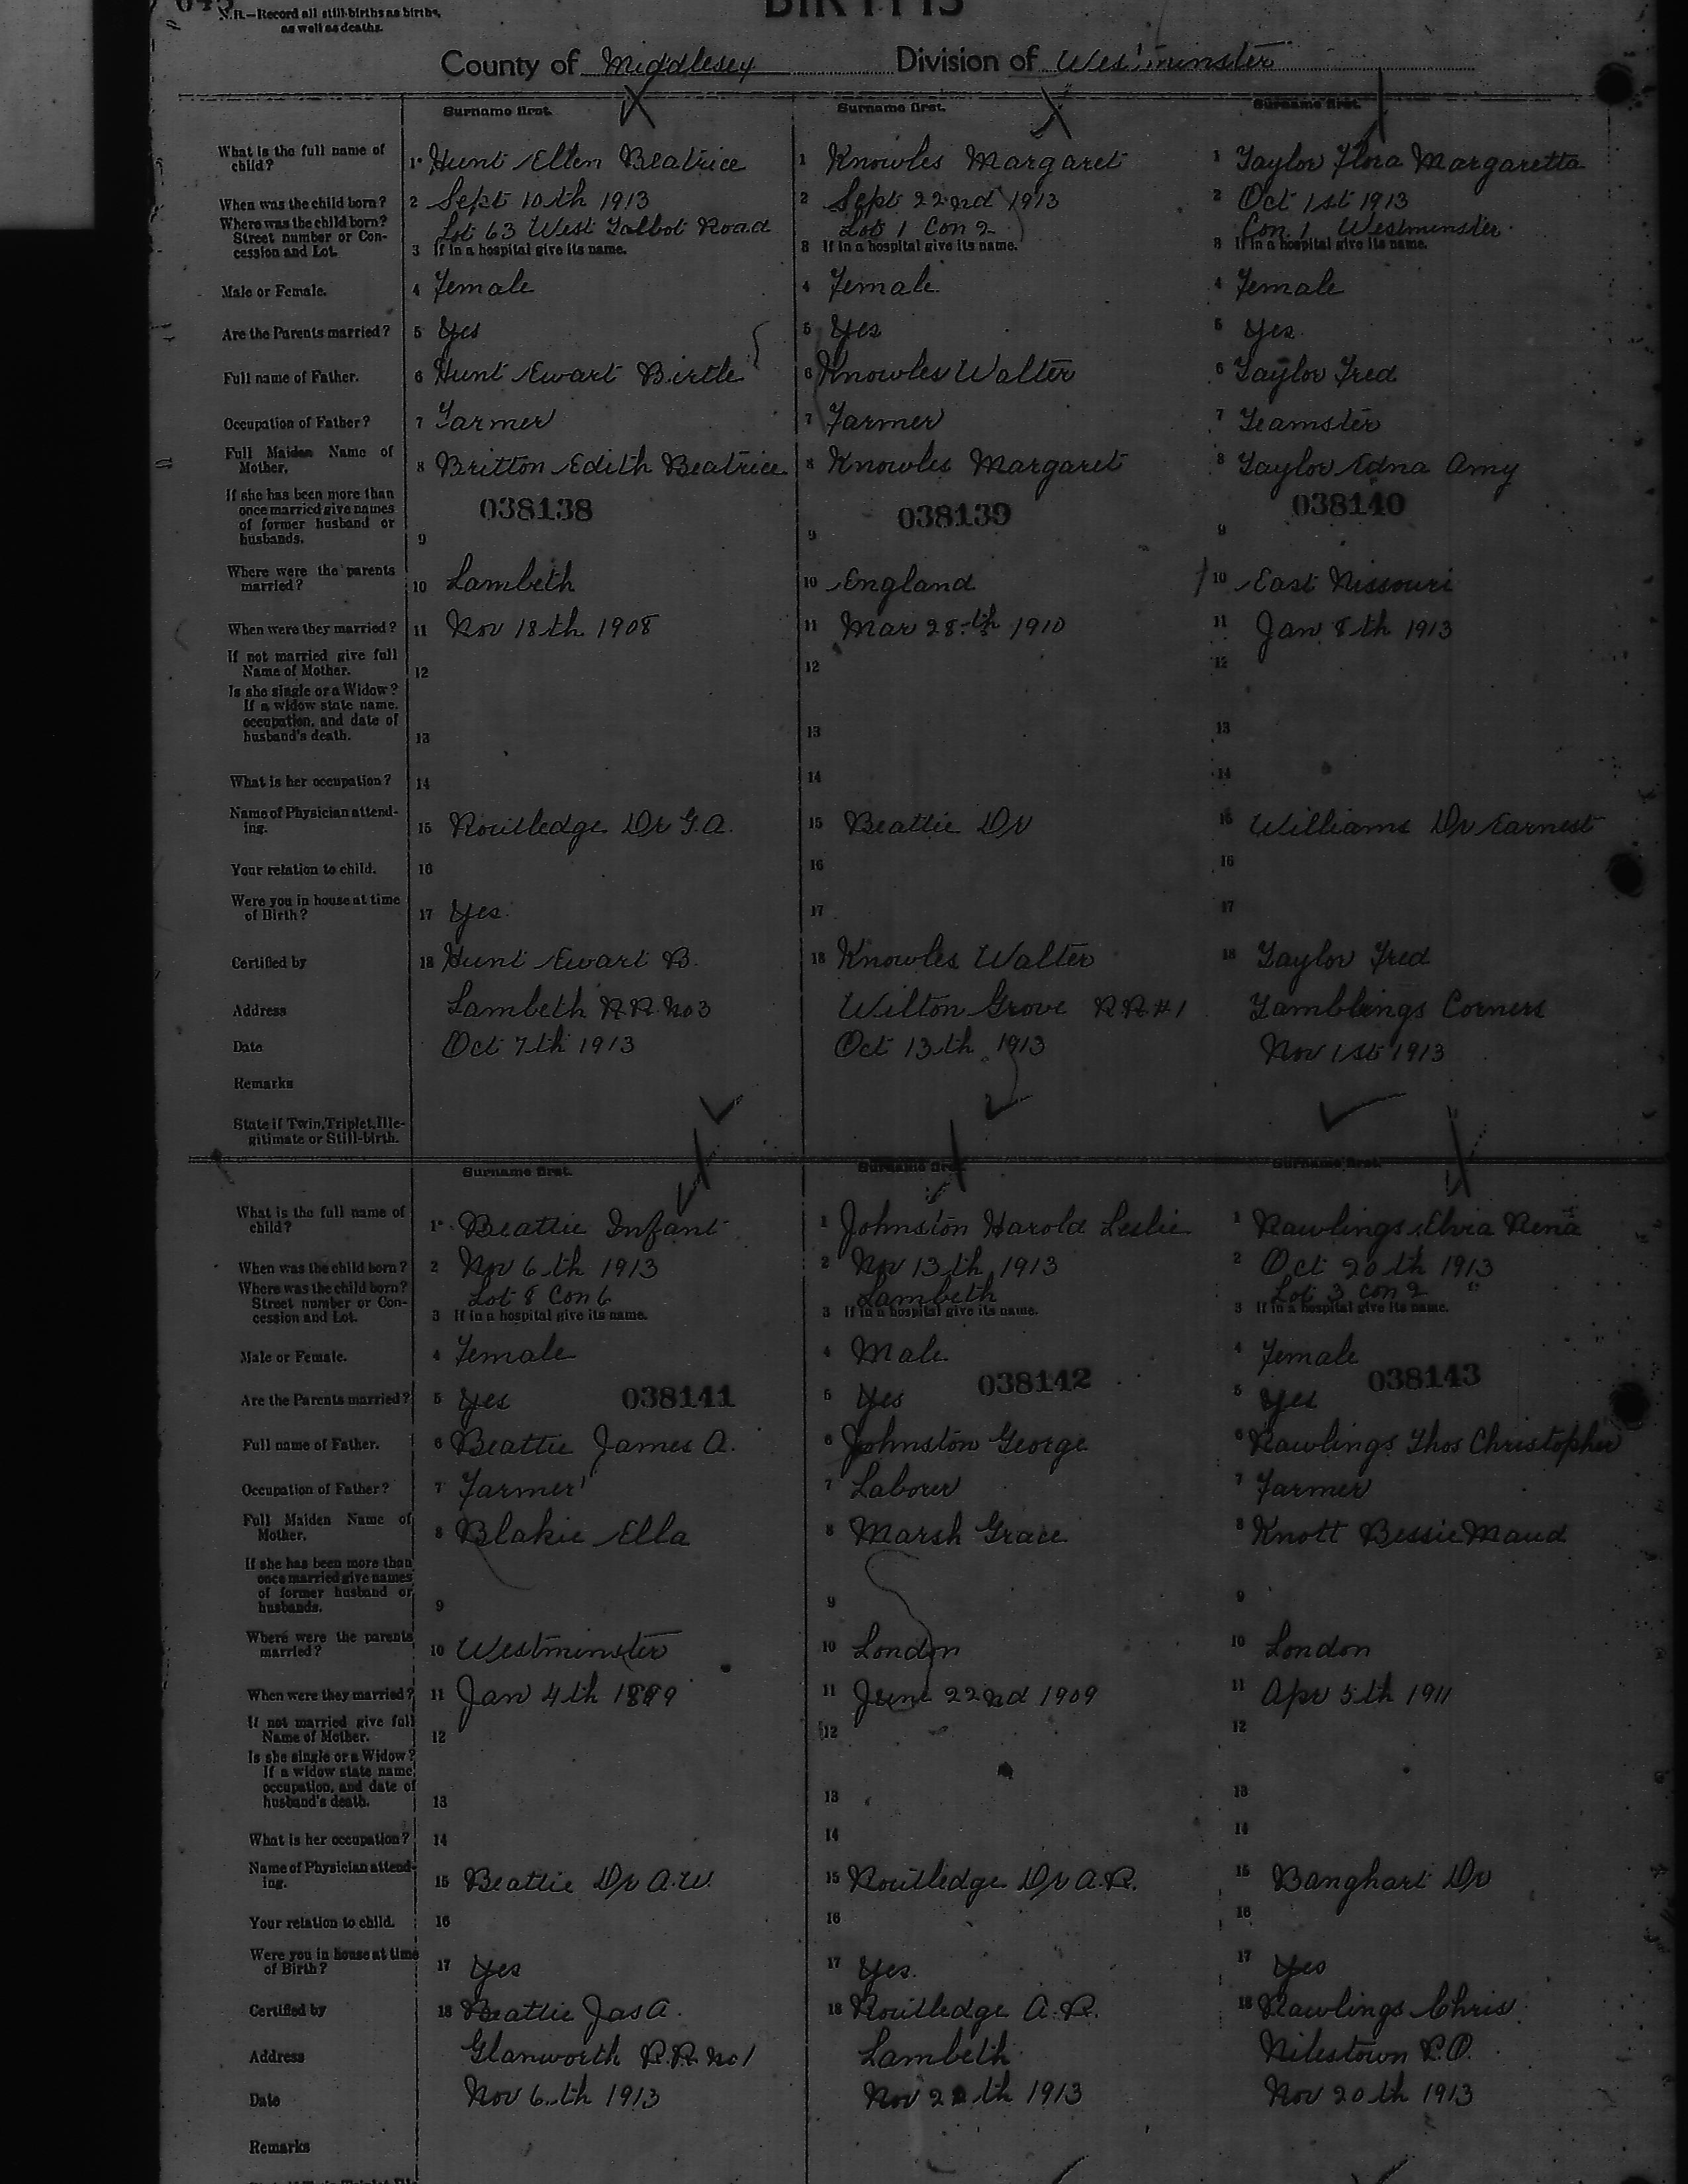 N.B.—Record all still-births as births,
as well as deaths.
BIRTHS
County of Middlesex Division of Westminster
Surname first. Surname first. Surname first.
What is the full name of child? 1 Hunt Ellen Beatrice 1 Knowles Margaret 1 Taylor Flora Margaretta
When was the child born? 2 Sept 10th 1913 2 Sept 22nd 1913 2 Oct 1st 1913
Where was the child born? Street number or Concession and Lot. 3 Lot 63 West Talbot Road If in a hospital give its name. 3 Lot 1 Con 2 If in a hospital give its name. 3 Con. 1 Westminster If in a hospital give its name.
Male or Female. 4 Female 4 Female 4 Female
Are the Parents married? 5 Yes 5 Yes 5 Yes
Full name of Father. 6 Hunt Ewart Birtle 6 Knowles Walter 6 Taylor Fred
Occupation of Father? 7 Farmer 7 Farmer 7 Teamster
Full Maiden Name of Mother. 8 Britton Edith Beatrice 8 Knowles Margaret 8 Taylor Edna Amy
038138 038139 038140
If she has been more than once married give names of former husband or husbands. 9 9 9
Where were the parents married? 10 Lambeth 10 England 10 East Nissouri
When were they married? 11 Nov 18th 1908 11 Mar 28th 1910 11 Jan 8th 1913
If not married give full Name of Mother. 12 12 12
Is she single or a Widow? If a widow state name, occupation, and date of husband's death. 13 13 13
What is her occupation? 14 14 14
Name of Physician attending. 15 Routledge Dr G.A. 15 Beattie Dr 15 Williams Dr Earnest
Your relation to child. 16 16 16
Were you in house at time of Birth? 17 Yes 17 17
Certified by 18 Hunt Ewart B. 18 Knowles Walter 18 Taylor Fred
Address Lambeth R.R. No 3 Wilton Grove R.R #1 Tamblings Corners
Date Oct 7th 1913 Oct 13th 1913 Nov 1st 1913
Remarks
State if Twin, Triplet, Illegitimate or Still-birth.
Surname first. Surname first. Surname first.
What is the full name of child? 1 Beattie Infant 1 Johnston Harold Leslie 1 Rawlings Elvia Rena
When was the child born? 2 Nov 6th 1913 2 Nov 13th 1913 2 Oct 20th 1913
Where was the child born? Street number or Concession and Lot. 3 Lot 8 Con 6 If in a hospital give its name. 3 Lambeth If in a hospital give its name. 3 Lot 3 Con 2 If in a hospital give its name.
Male or Female. 4 Female 4 Male 4 Female
Are the Parents married? 5 Yes 038141 5 Yes 038142 5 Yes 038143
Full name of Father. 6 Beattie James A. 6 Johnston George 6 Rawlings Thos Christopher
Occupation of Father? 7 Farmer 7 Laborer 7 Farmer
Full Maiden Name of Mother. 8 Blakie Ella 8 Marsh Grace 8 Knott Bessie Maud
If she has been more than once married give names of former husband or husbands. 9 9 9
Where were the parents married? 10 Westminster 10 London 10 London
When were they married? 11 Jan 4th 11 June 22nd 1909 11 Apr 5th 1911
If not married give full Name of Mother. 12 12 12
Is she single or a Widow? If a widow state name, occupation, and date of husband's death. 13 13 13
What is her occupation? 14 14 14
Name of Physician attending. 15 Beattie Dr A.W. 15 Routledge Dr A.R. 15 Banghart Dr
Your relation to child. 16 16 16
Were you in house at time of Birth? 17 Yes 17 Yes. 17 Yes
Certified by 18 Beattie Jas A. 18 Routledge A.R. 18 Rawlings Chris
Address Glanworth R.R. No 1 Lambeth Nilestown P.O.
Date Nov 6th 1913 Nov 1913 Nov 20th 1913
Remarks